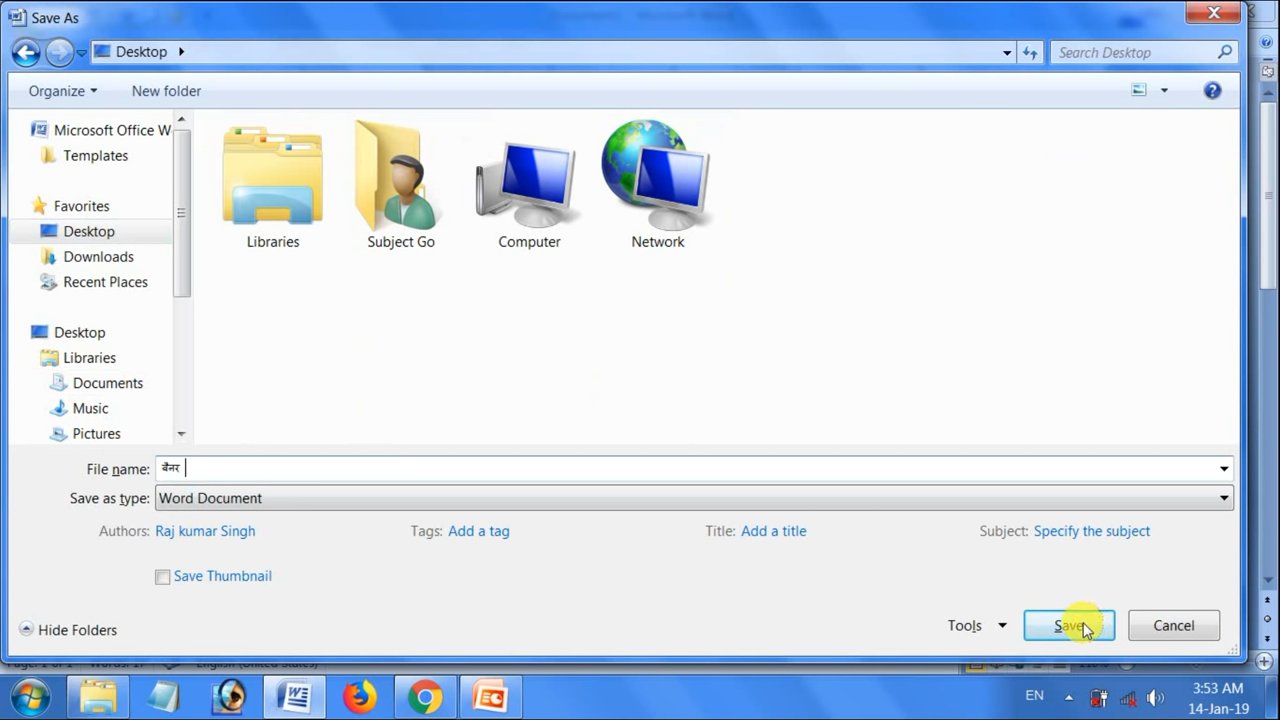 Save As
Desktop
Search Desktop
Organize
New folder
Microsoft Office W
Templates
Favorites
Desktop
Downloads
Recent Places
Desktop
Libraries
Documents
Music
Pictures
Libraries
Subject Go
Computer
Network
File name: बैनर
Save as type: Word Document
Authors: Raj kumar Singh
Tags: Add a tag
Title: Add a title
Subject: Specify the subject
Save Thumbnail
Hide Folders
Tools
Save
Cancel
EN
3:53 AM
14-Jan-19